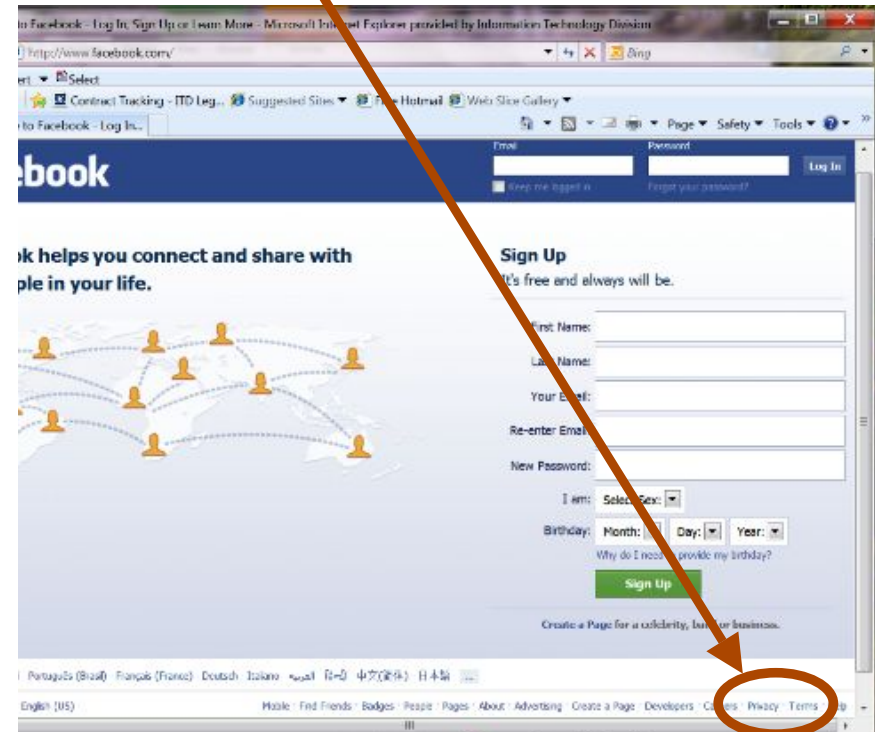 to Facebook - Log In, Sign Up or Learn More - Microsoft Internet Explorer provided by Information Technology Division
http://www.facebook.com/
Bing
ert Select
Contract Tracking - ITD Leg... Suggested Sites Free Hotmail Web Slice Gallery
to Facebook - Log In... Page Safety Tools
Email Password
ebook Log In
Keep me logged in Forgot your password?
ok helps you connect and share with
ple in your life.
Sign Up
It's free and always will be.
First Name:
Last Name:
Your Email:
Re-enter Email:
New Password:
I am: Select Sex:
Birthday: Month: Day: Year:
Why do I need to provide my birthday?
Sign Up
Create a Page for a celebrity, band or business.
Português (Brasil) Français (France) Deutsch Italiano العربية हिन्दी 中文(简体) 日本語 ...
English (US) Mobile · Find Friends · Badges · People · Pages · About · Advertising · Create a Page · Developers · Careers · Privacy · Terms · Help